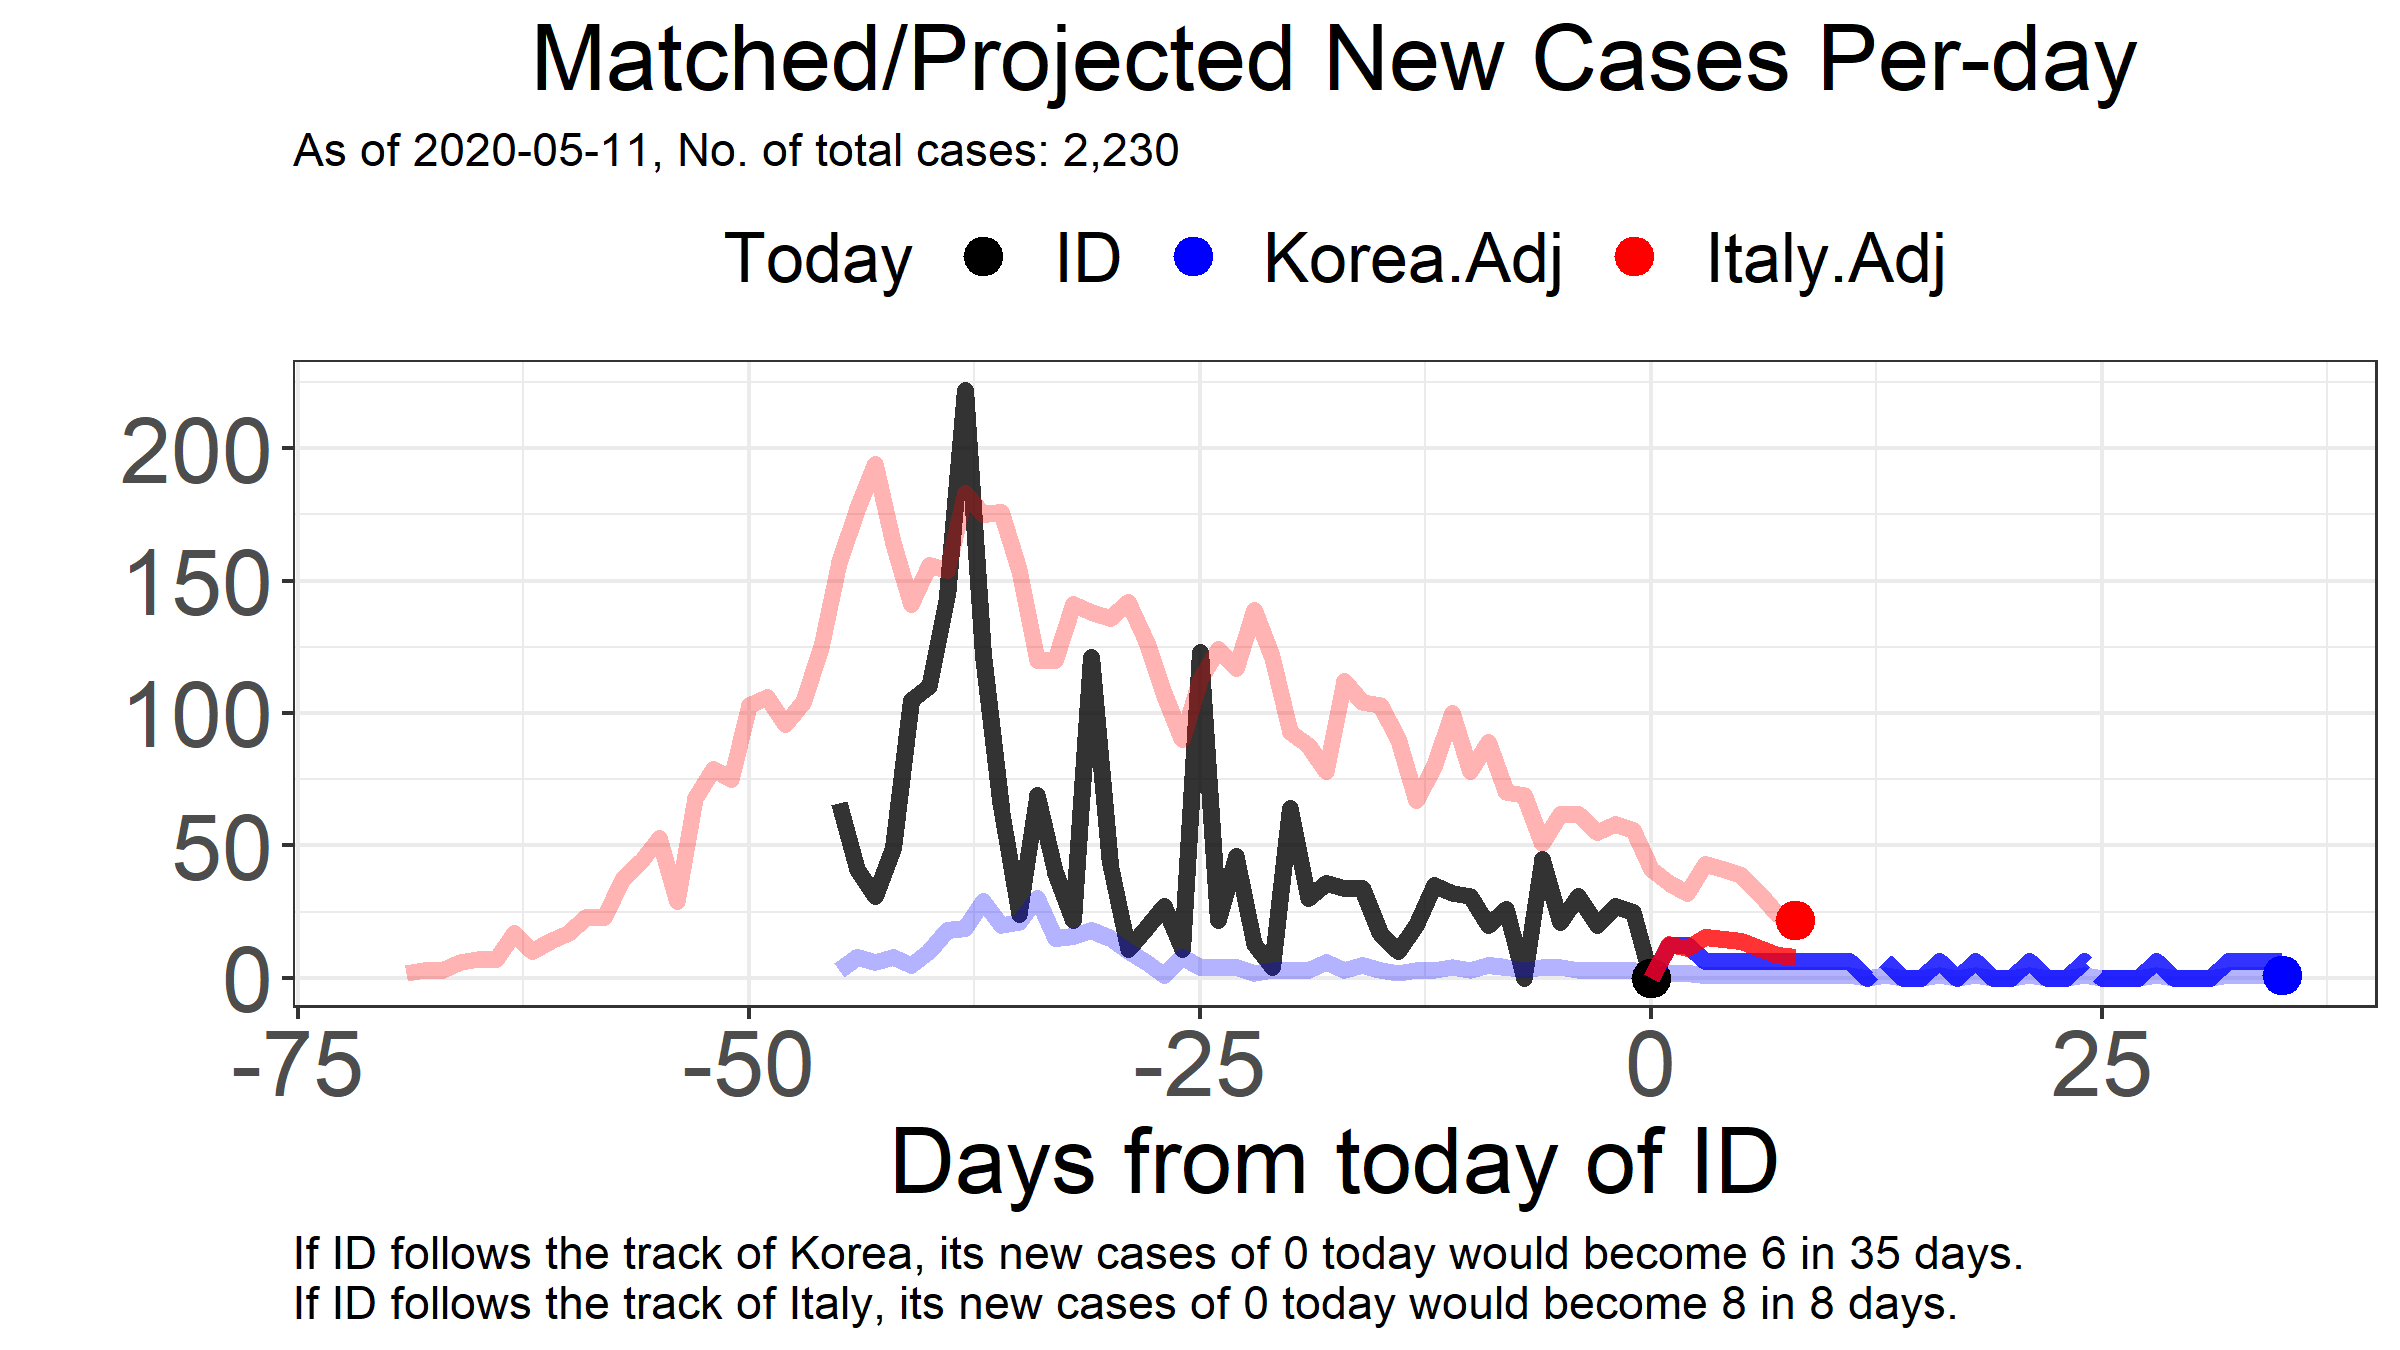 Matched/Projected New Cases Per-day
As of 2020-05-11, No. of total cases: 2,230
Today ID Korea.Adj Italy.Adj
200
150
100
50
0
-75 -50 -25 0 25
Days from today of ID
If ID follows the track of Korea, its new cases of 0 today would become 6 in 35 days.
If ID follows the track of Italy, its new cases of 0 today would become 8 in 8 days.